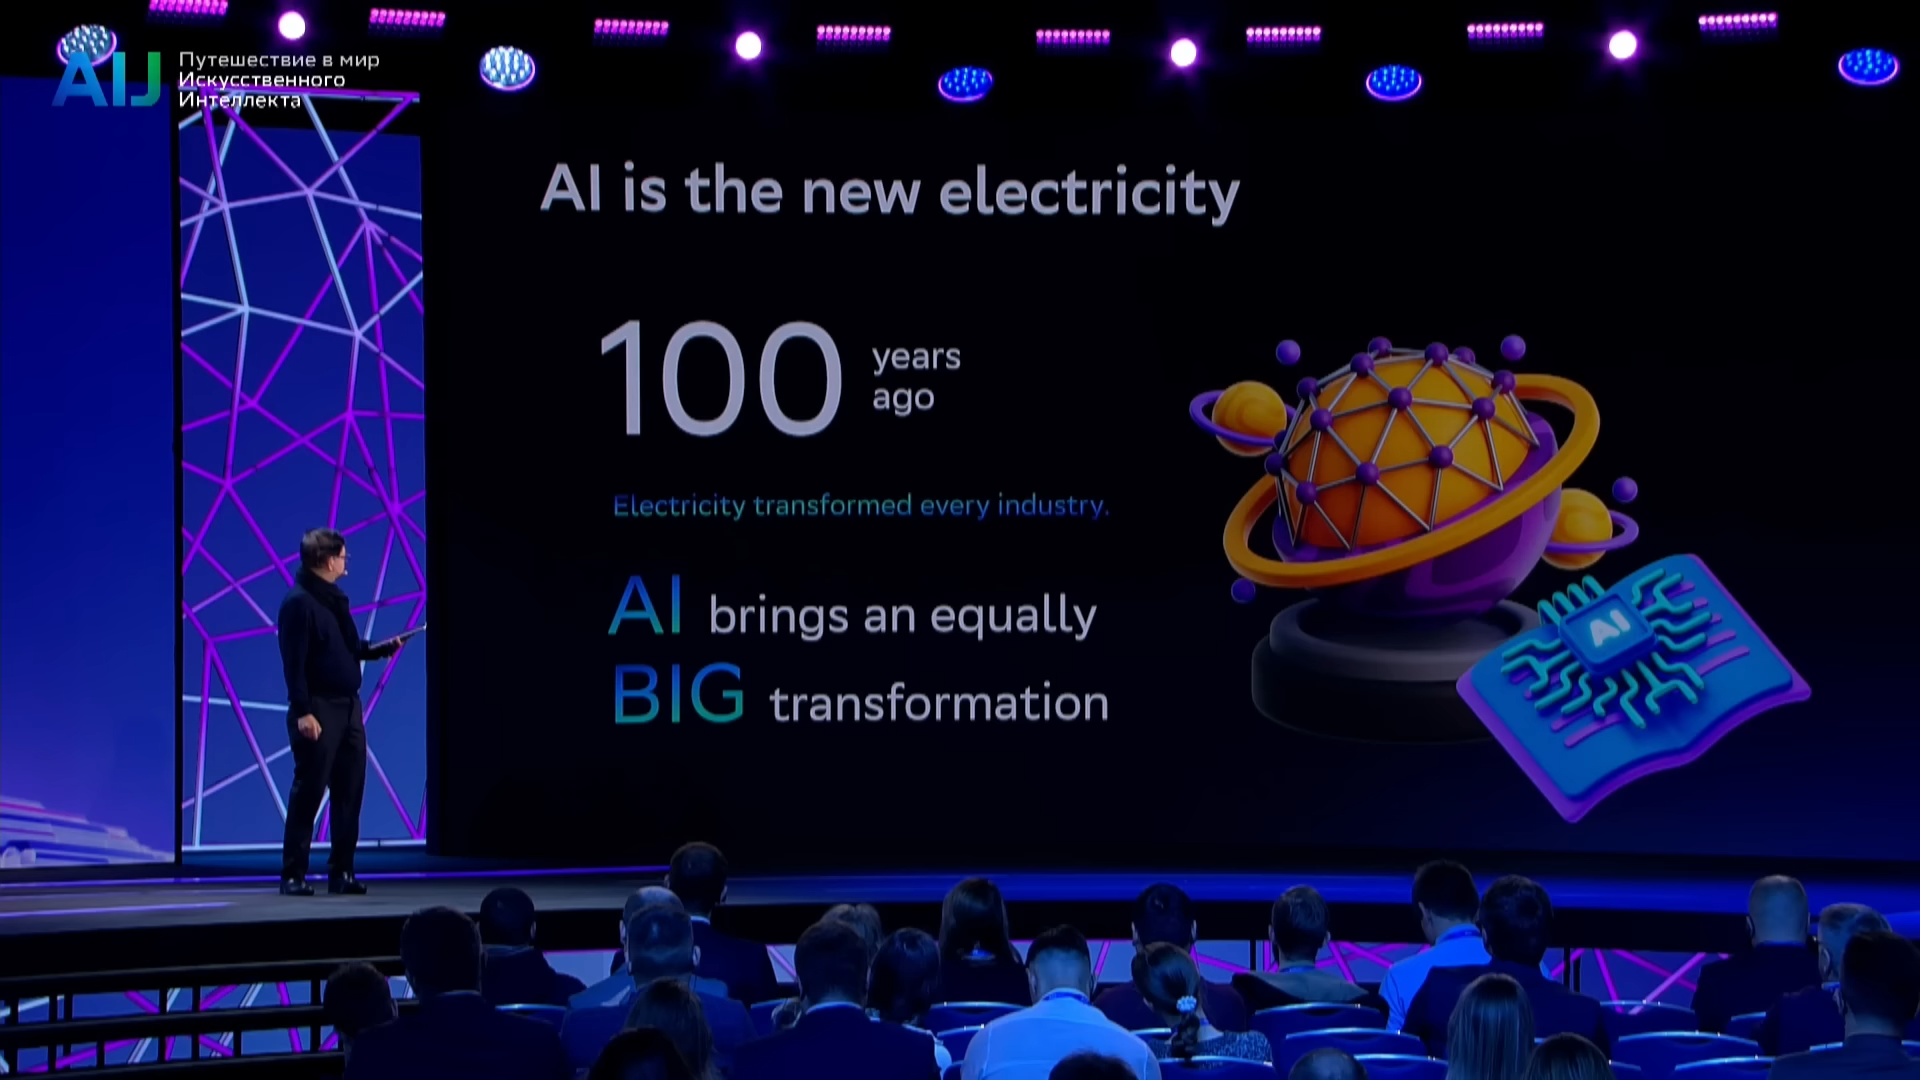 AIJ
Путешествие в мир
Искусственного
Интеллекта
AI is the new electricity
100
years
ago
Electricity transformed every industry.
AI brings an equally
BIG transformation
AI